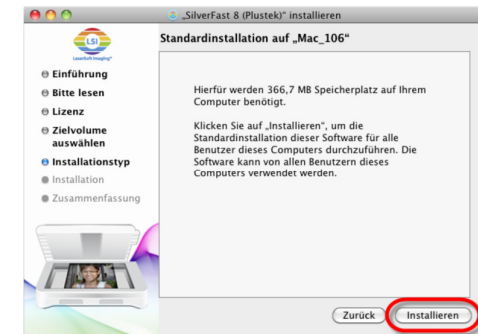 „SilverFast 8 (Plustek)“ installieren
LSI
LaserSoft Imaging™
Standardinstallation auf „Mac_106“
Einführung
Bitte lesen
Lizenz
Zielvolume
auswählen
Installationstyp
Installation
Zusammenfassung
Hierfür werden 366,7 MB Speicherplatz auf Ihrem
Computer benötigt.
Klicken Sie auf „Installieren“, um die
Standardinstallation dieser Software für alle
Benutzer dieses Computers durchzuführen. Die
Software kann von allen Benutzern dieses
Computers verwendet werden.
Zurück
Installieren